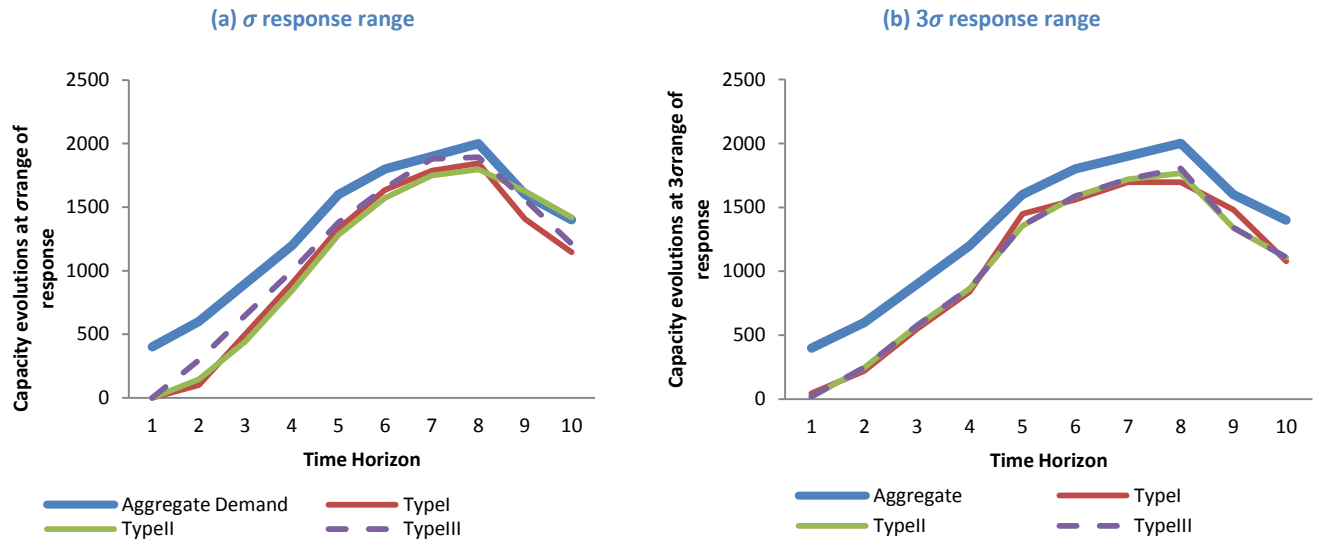 (a) σ response range
Capacity evolutions at σrange of
response
2500
2000
1500
1000
500
0
1 2 3 4 5 6 7 8 9 10
Time Horizon
Aggregate Demand TypeI
TypeII TypeIII
(b) 3σ response range
Capacity evolutions at 3σrange of
response
2500
2000
1500
1000
500
0
1 2 3 4 5 6 7 8 9 10
Time Horizon
Aggregate TypeI
TypeII TypeIII